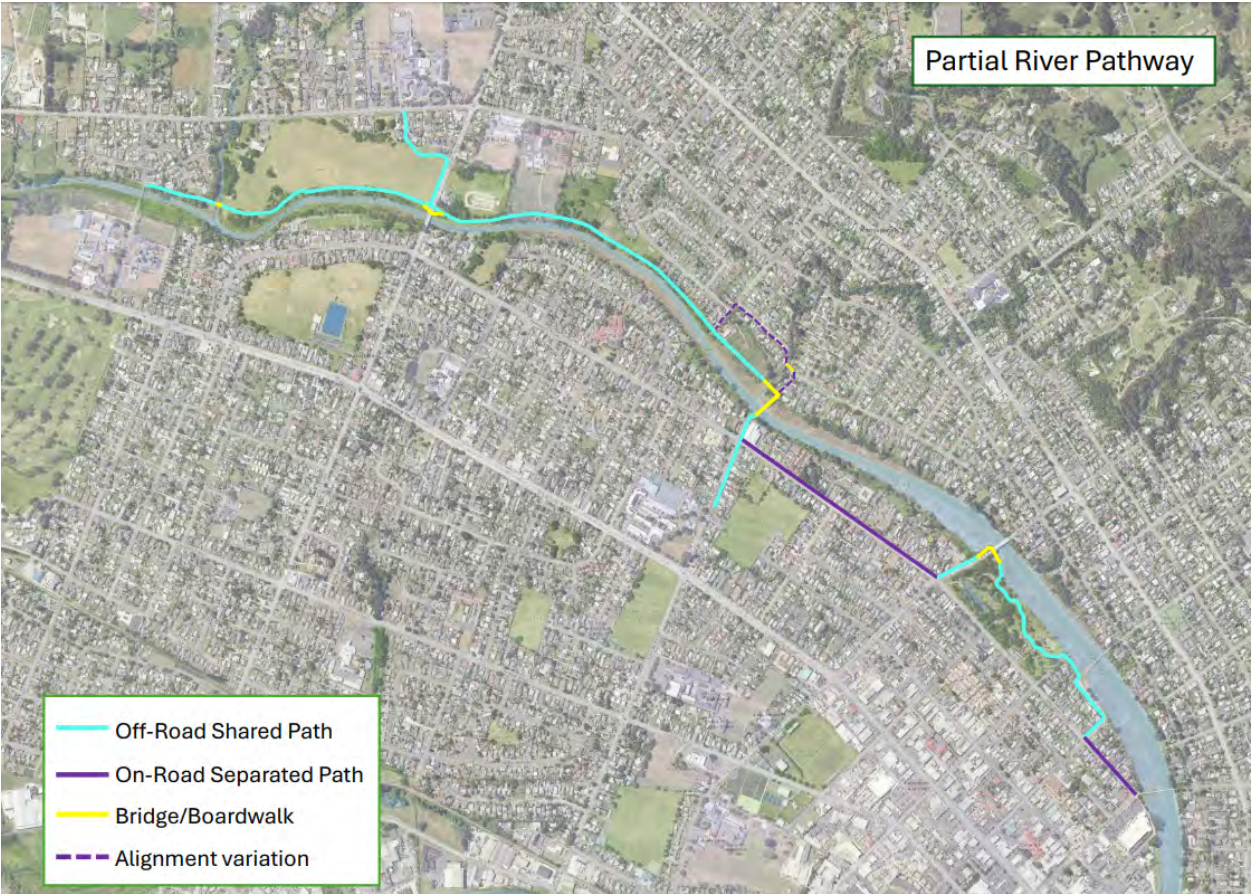 Partial River Pathway
Off-Road Shared Path
On-Road Separated Path
Bridge/Boardwalk
Alignment variation